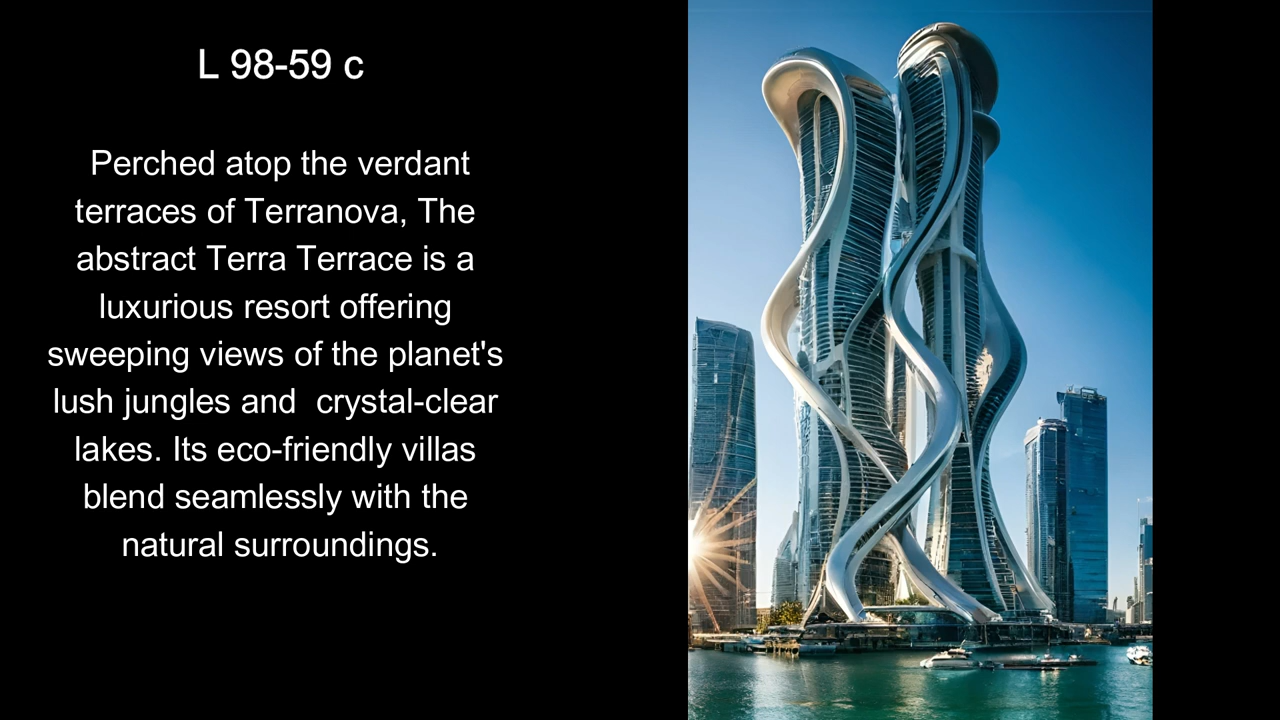 L 98-59 c
Perched atop the verdant
terraces of Terranova, The
abstract Terra Terrace is a
luxurious resort offering
sweeping views of the planet's
lush jungles and  crystal-clear
lakes. Its eco-friendly villas
blend seamlessly with the
natural surroundings.